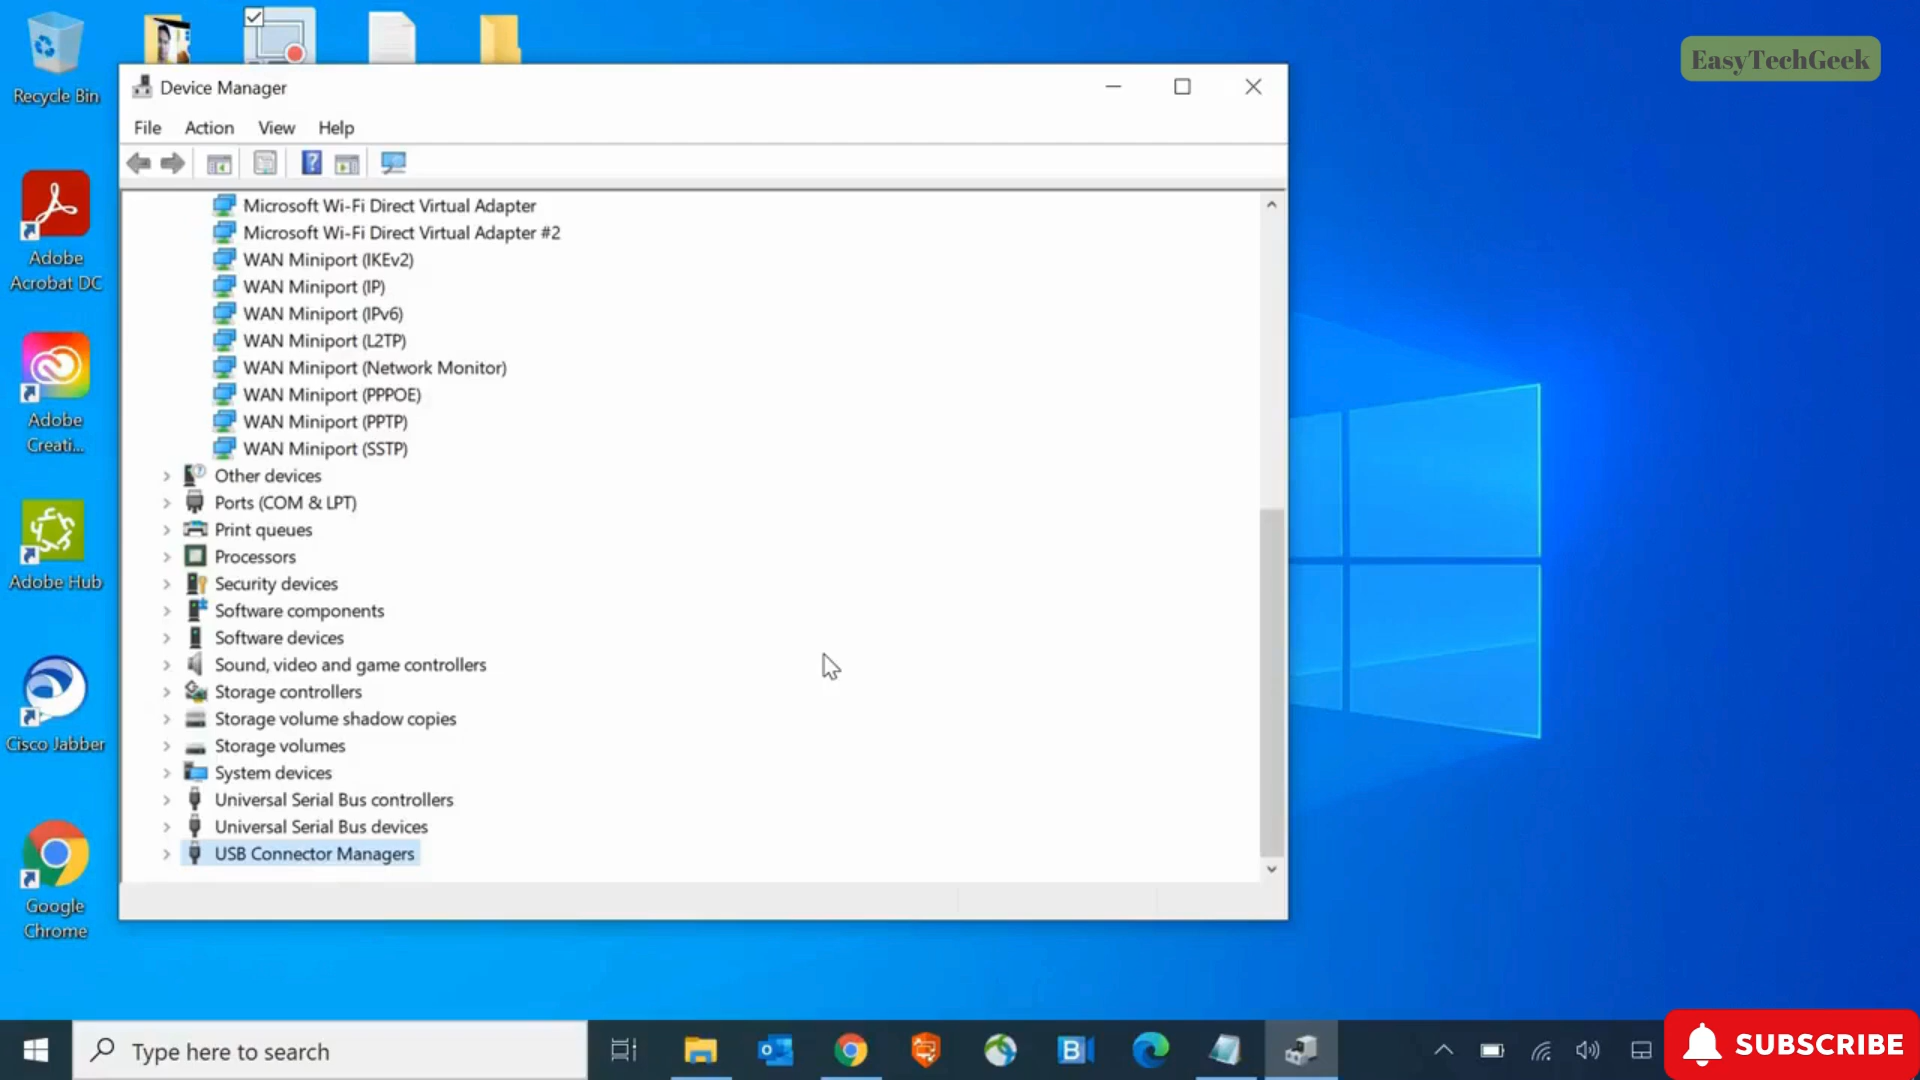 EasyTechGeek
Recycle Bin
Device Manager
File Action View Help
Adobe
Acrobat DC
Adobe
Creati...
Adobe Hub
Cisco Jabber
Google
Chrome
Microsoft Wi-Fi Direct Virtual Adapter
Microsoft Wi-Fi Direct Virtual Adapter #2
WAN Miniport (IKEv2)
WAN Miniport (IP)
WAN Miniport (IPv6)
WAN Miniport (L2TP)
WAN Miniport (Network Monitor)
WAN Miniport (PPPOE)
WAN Miniport (PPTP)
WAN Miniport (SSTP)
Other devices
Ports (COM & LPT)
Print queues
Processors
Security devices
Software components
Software devices
Sound, video and game controllers
Storage controllers
Storage volume shadow copies
Storage volumes
System devices
Universal Serial Bus controllers
Universal Serial Bus devices
USB Connector Managers
Type here to search
SUBSCRIBE